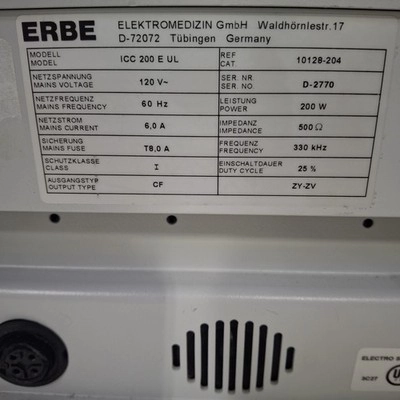 ERBE ELEKTROMEDIZIN GmbH Waldhörnlestr.17
D-72072 Tübingen Germany
MODELL
MODEL
ICC 200 E UL
REF
CAT
10128-204
NETZSPANNUNG
MAINS VOLTAGE
120 V~
SER. NR
SER. NO.
D-2770
NETZFREQUENZ
MAINS FREQUENCY
60 Hz
LEISTUNG
POWER
200 W
NETZSTROM
MAINS CURRENT
6,0 A
IMPEDANZ
IMPEDANCE
500 Ω
SICHERUNG
MAINS FUSE
T8,0 A
FREQUENZ
FREQUENCY
330 kHz
SCHUTZKLASSE
CLASS
I
EINSCHALTDAUER
DUTY CYCLE
25 %
AUSGANGSTYP
OUTPUT TYPE
CF
ZY-ZV
ELECTRO